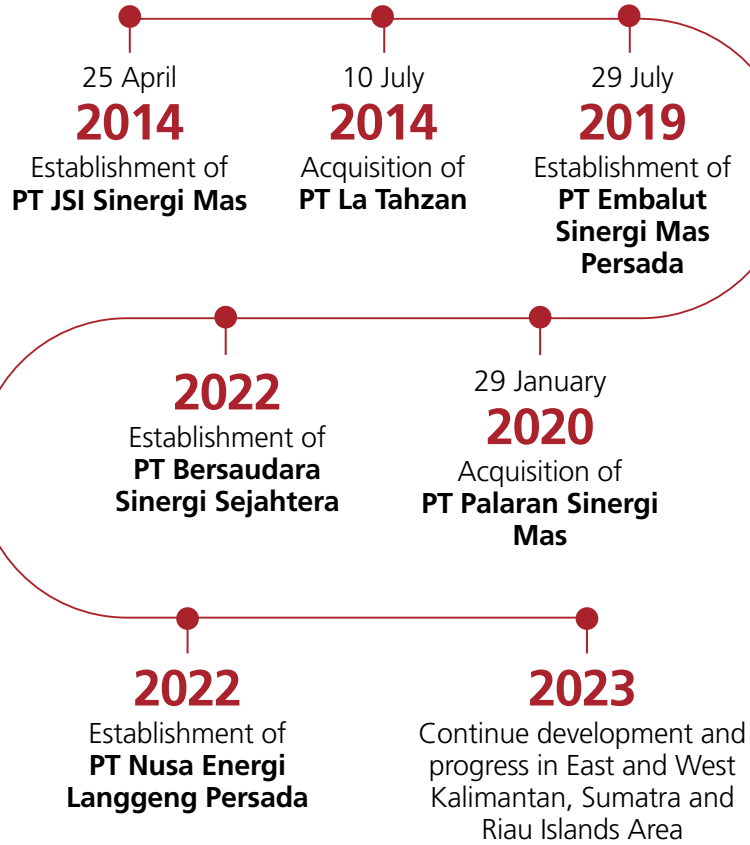 25 April
2014
Establishment of
PT JSI Sinergi Mas
10 July
2014
Acquisition of
PT La Tahzan
29 July
2019
Establishment of
PT Embalut
Sinergi Mas
Persada
29 January
2020
Acquisition of
PT Palaran Sinergi
Mas
2022
Establishment of
PT Bersaudara
Sinergi Sejahtera
2022
Establishment of
PT Nusa Energi
Langgeng Persada
2023
Continue development and
progress in East and West
Kalimantan, Sumatra and
Riau Islands Area